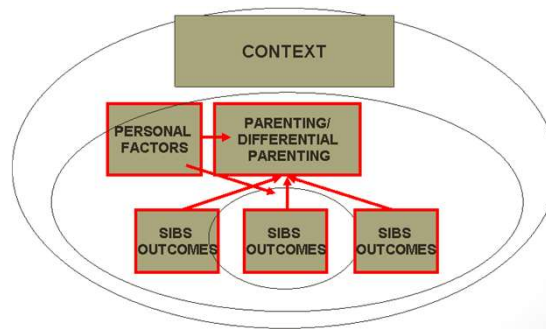 CONTEXT
PERSONAL
FACTORS
PARENTING/
DIFFERENTIAL
PARENTING
SIBS
OUTCOMES
SIBS
OUTCOMES
SIBS
OUTCOMES